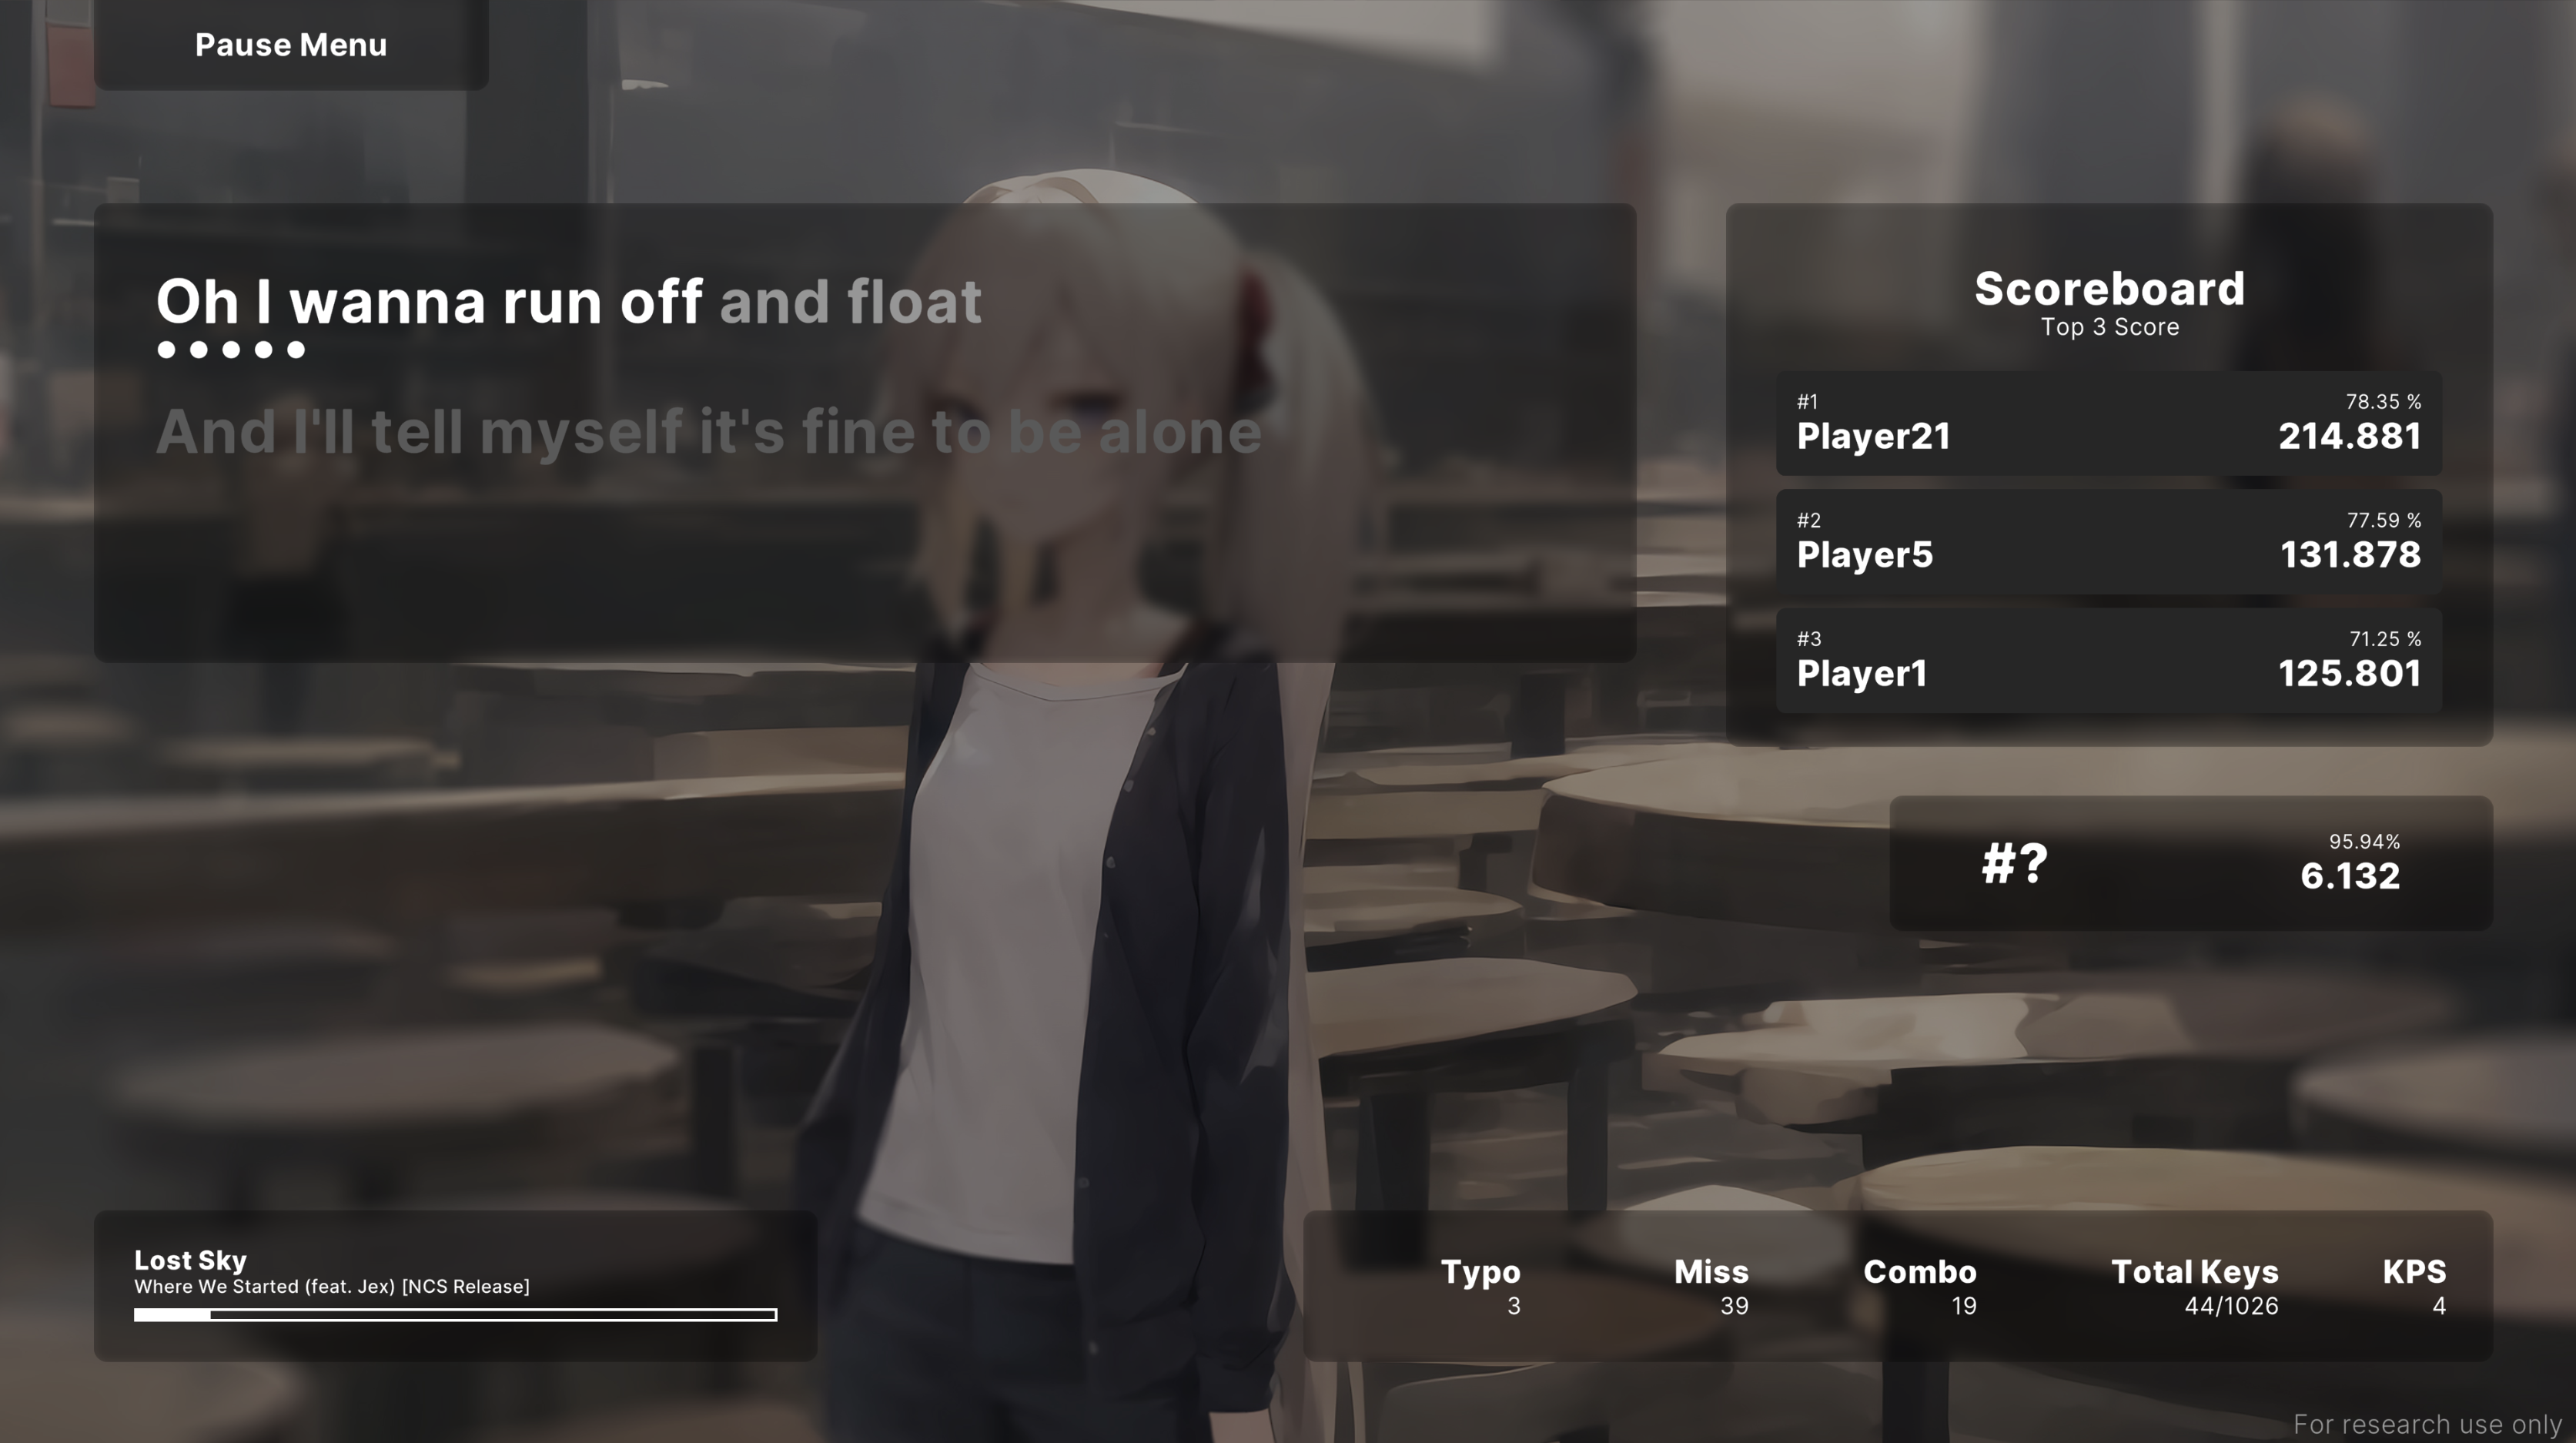 Pause Menu
Oh I wanna run off and float
And I'll tell myself it's fine to be alone
Scoreboard
Top 3 Score
#1
78.35 %
Player21
214.881
#2
77.59 %
Player5
131.878
#3
71.25 %
Player1
125.801
#?
95.94%
6.132
Lost Sky
Where We Started (feat. Jex) [NCS Release]
Typo
3
Miss
39
Combo
19
Total Keys
44/1026
KPS
4
For research use only